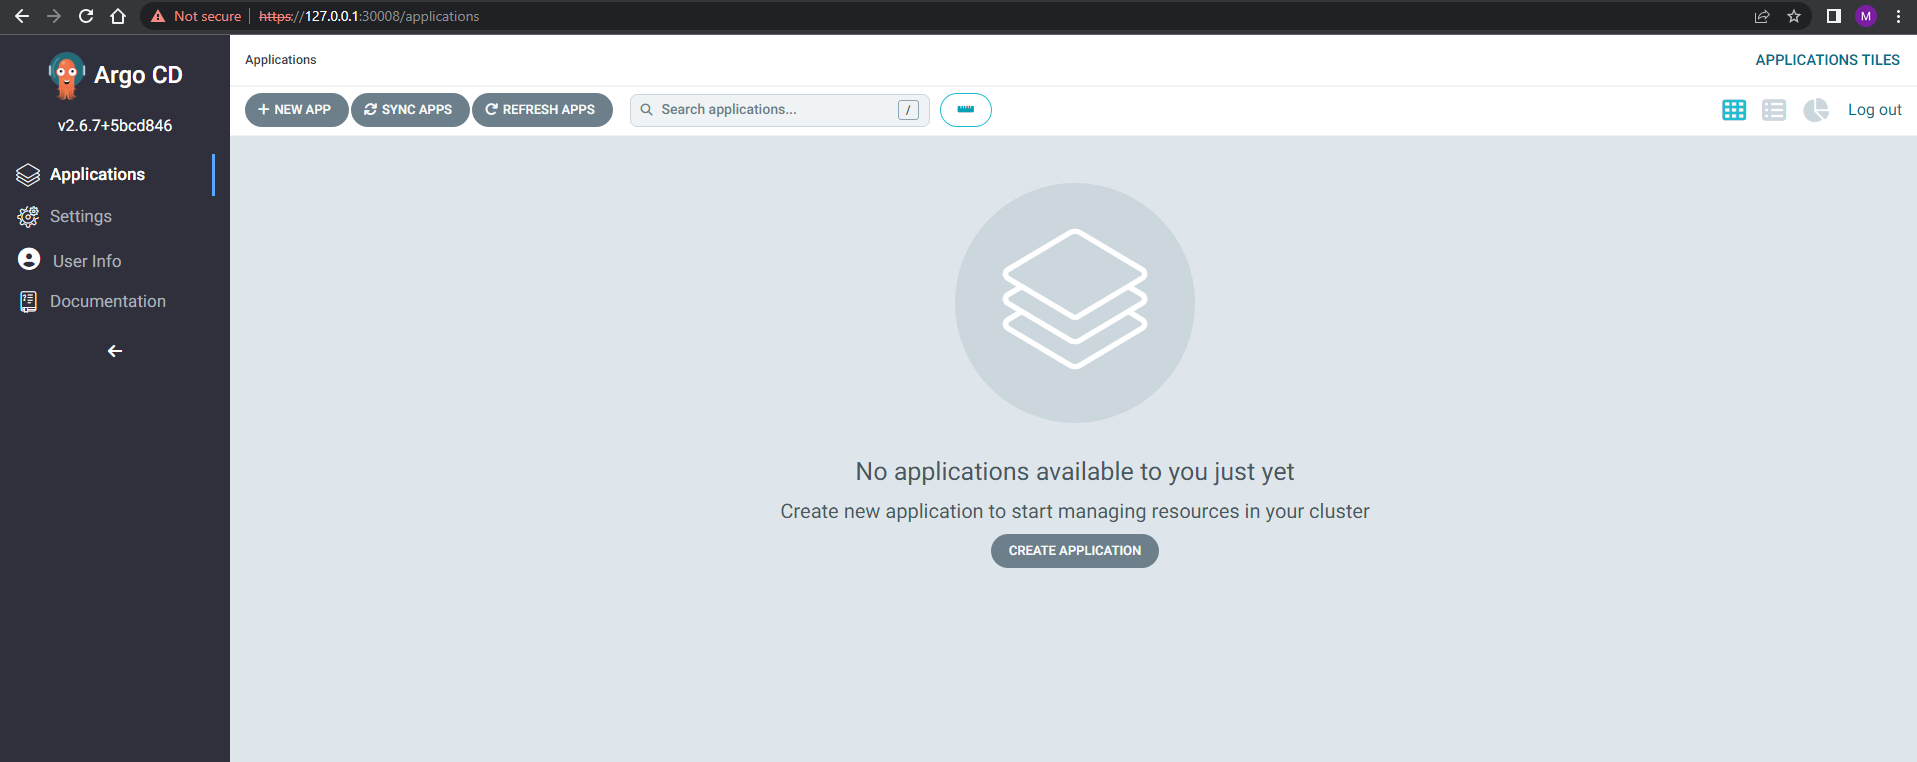 Not secure | https://127.0.0.1:30008/applications
M
Argo CD
v2.6.7+5bcd846
Applications
Settings
User Info
Documentation
Applications
APPLICATIONS TILES
+ NEW APP
SYNC APPS
REFRESH APPS
Search applications...
/
Log out
No applications available to you just yet
Create new application to start managing resources in your cluster
CREATE APPLICATION